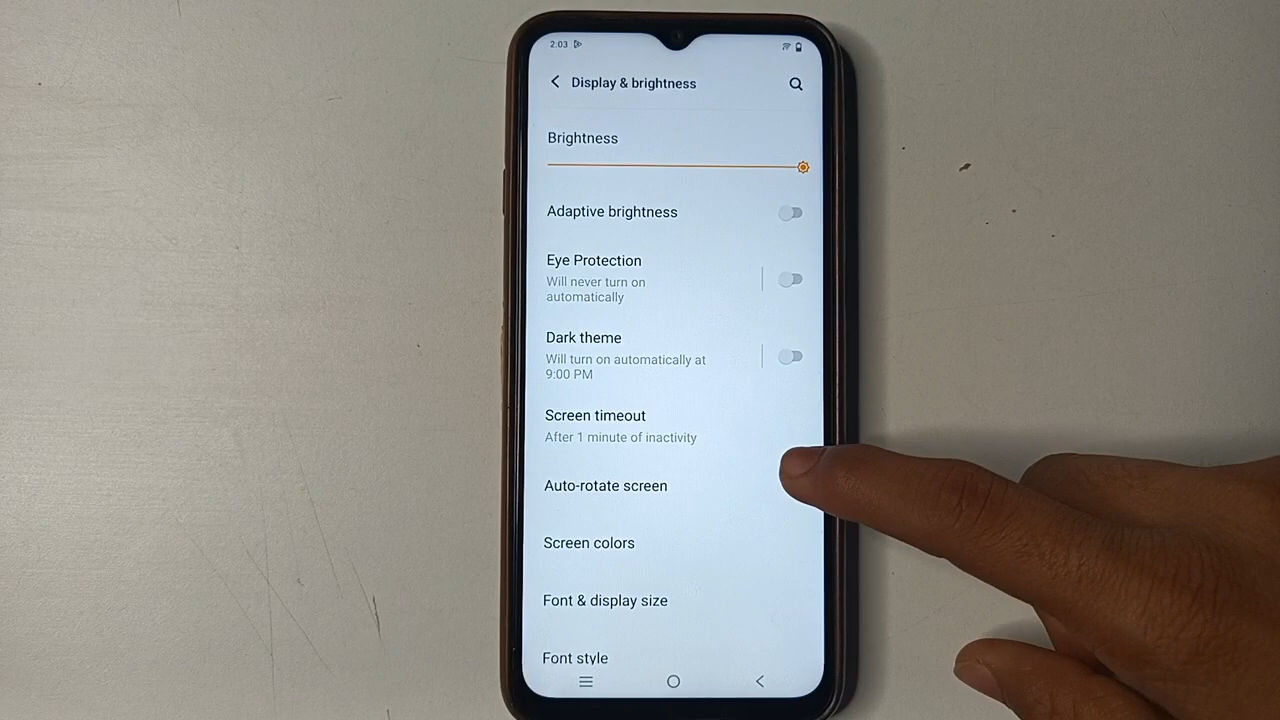 2:03
Display & brightness
Brightness
Adaptive brightness
Eye Protection
Will never turn on
automatically
Dark theme
Will turn on automatically at
9:00 PM
Screen timeout
After 1 minute of inactivity
Auto-rotate screen
Screen colors
Font & display size
Font style